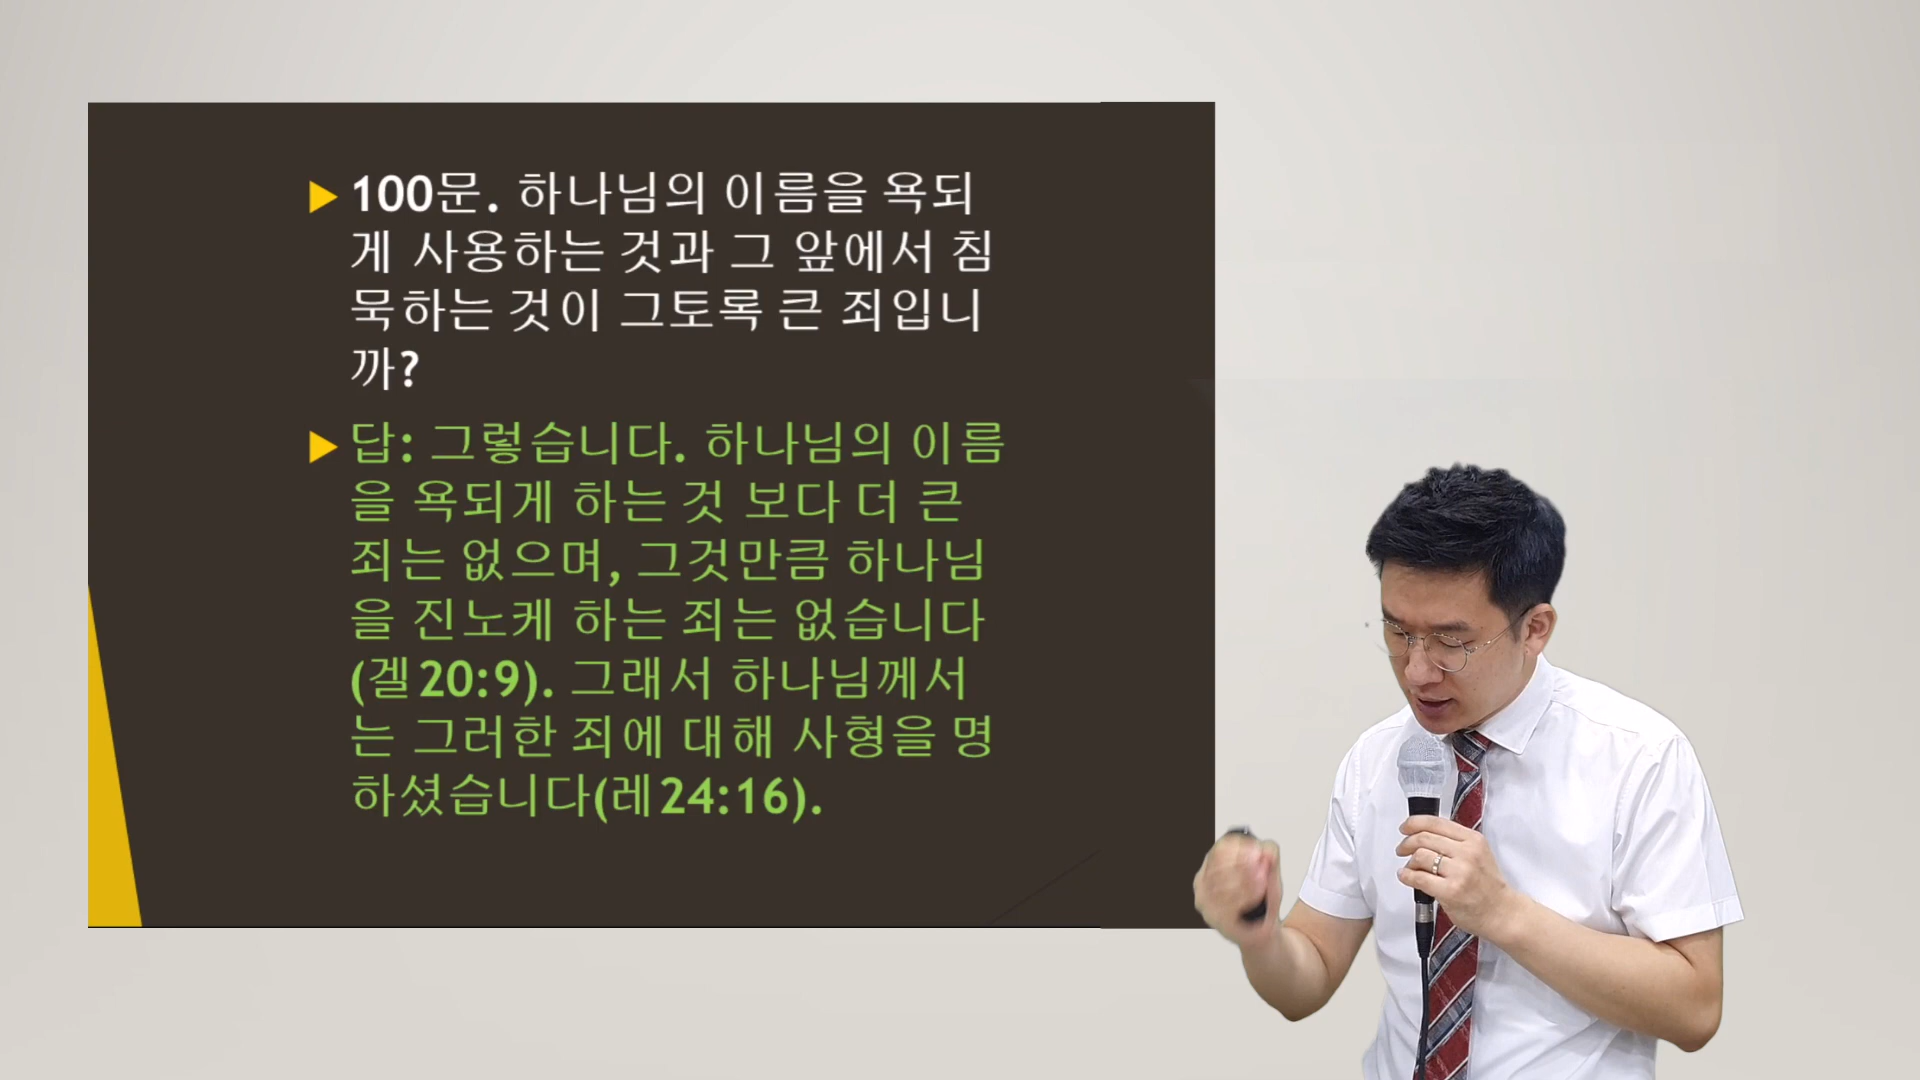 100문. 하나님의 이름을 욕되
게 사용하는 것과 그 앞에서 침
묵하는 것이 그토록 큰 죄입니
까?
답: 그렇습니다. 하나님의 이름
을 욕되게 하는 것 보다 더 큰
죄는 없으며, 그것만큼 하나님
을 진노케 하는 죄는 없습니다
(겔20:9). 그래서 하나님께서
는 그러한 죄에 대해 사형을 명
하셨습니다(레24:16).